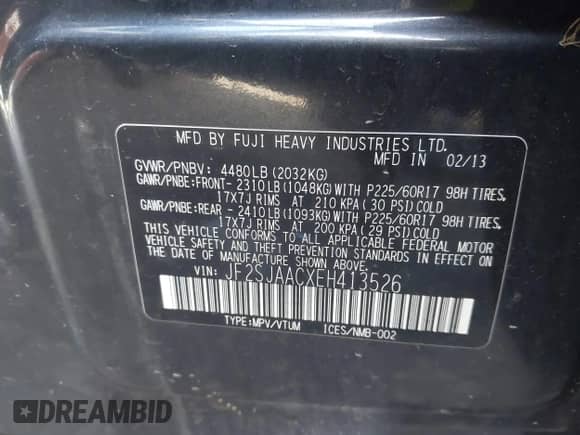 MFD BY FUJI HEAVY INDUSTRIES LTD.
MFD IN 02/13
GVWR/PNBV: 4480LB(2032KG)
GAWR/PNBE:FRONT- 2310LB(1048KG)WITH P225/60R17 98H TIRES,
17X7J RIMS AT 210 KPA(30 PSI)COLD
GAWR/PNBE:REAR - 2410LB(1093KG)WITH P225/60R17 98H TIRES,
17X7J RIMS AT 200 KPA(29 PSI)COLD
THIS VEHICLE CONFORMS TO ALL APPLICABLE FEDERAL MOTOR
VEHICLE SAFETY AND THEFT PREVENTION STANDARDS IN EFFECT ON
THE DATE OF MANUFACTURE SHOWN ABOVE.
VIN: JF2SJAACXEH413526
TYPE:MPV/VTUM ICES/NMB-002
DREAMBID